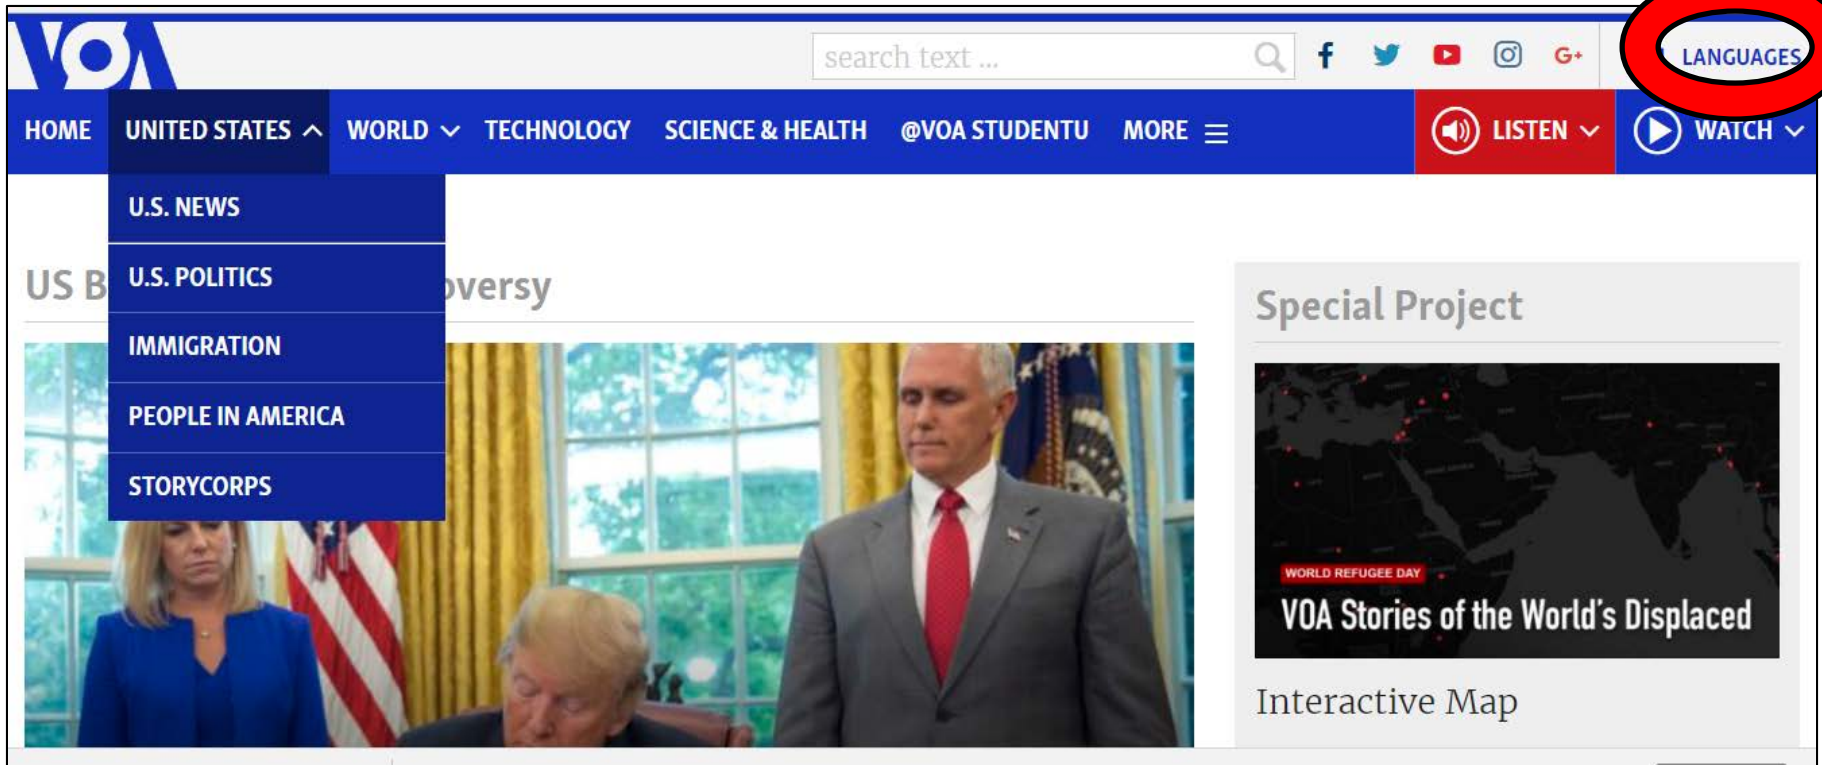 VOA
search text ...
G+
LANGUAGES
HOME UNITED STATES WORLD TECHNOLOGY SCIENCE & HEALTH @VOA STUDENTU MORE LISTEN WATCH
U.S. NEWS
U.S. POLITICS
IMMIGRATION
PEOPLE IN AMERICA
STORYCORPS
US
Special Project
WORLD REFUGEE DAY
VOA Stories of the World's Displaced
Interactive Map